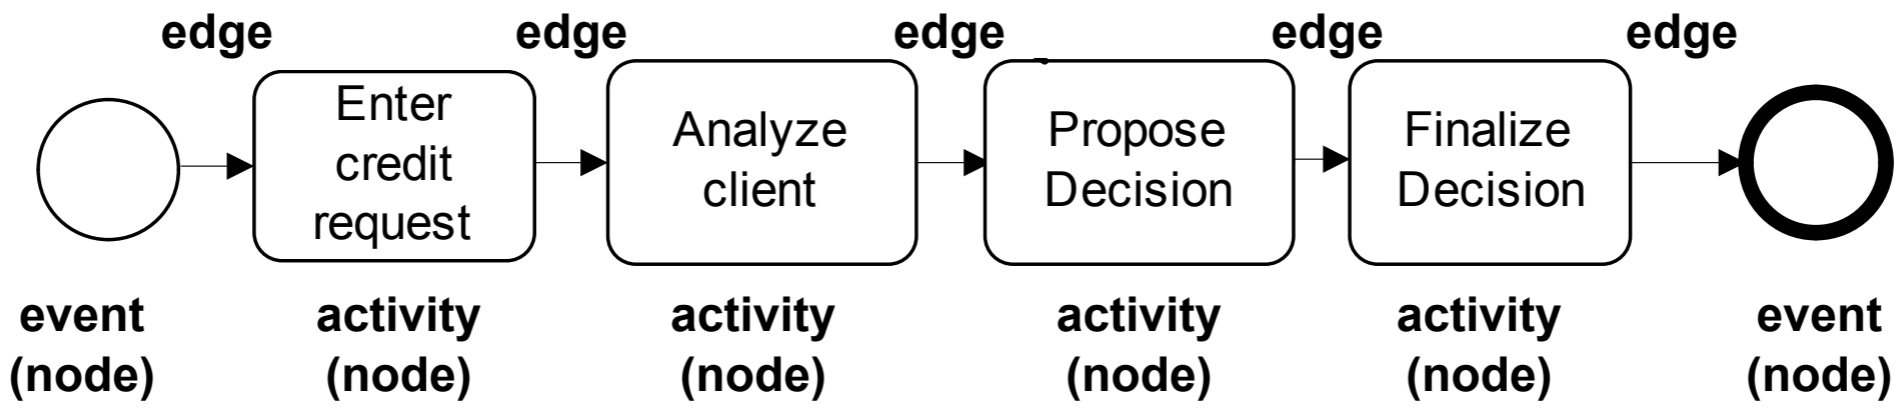 edge
edge
edge
edge
edge
Enter
credit
request
Analyze
client
Propose
Decision
Finalize
Decision
event
(node)
activity
(node)
activity
(node)
activity
(node)
activity
(node)
event
(node)